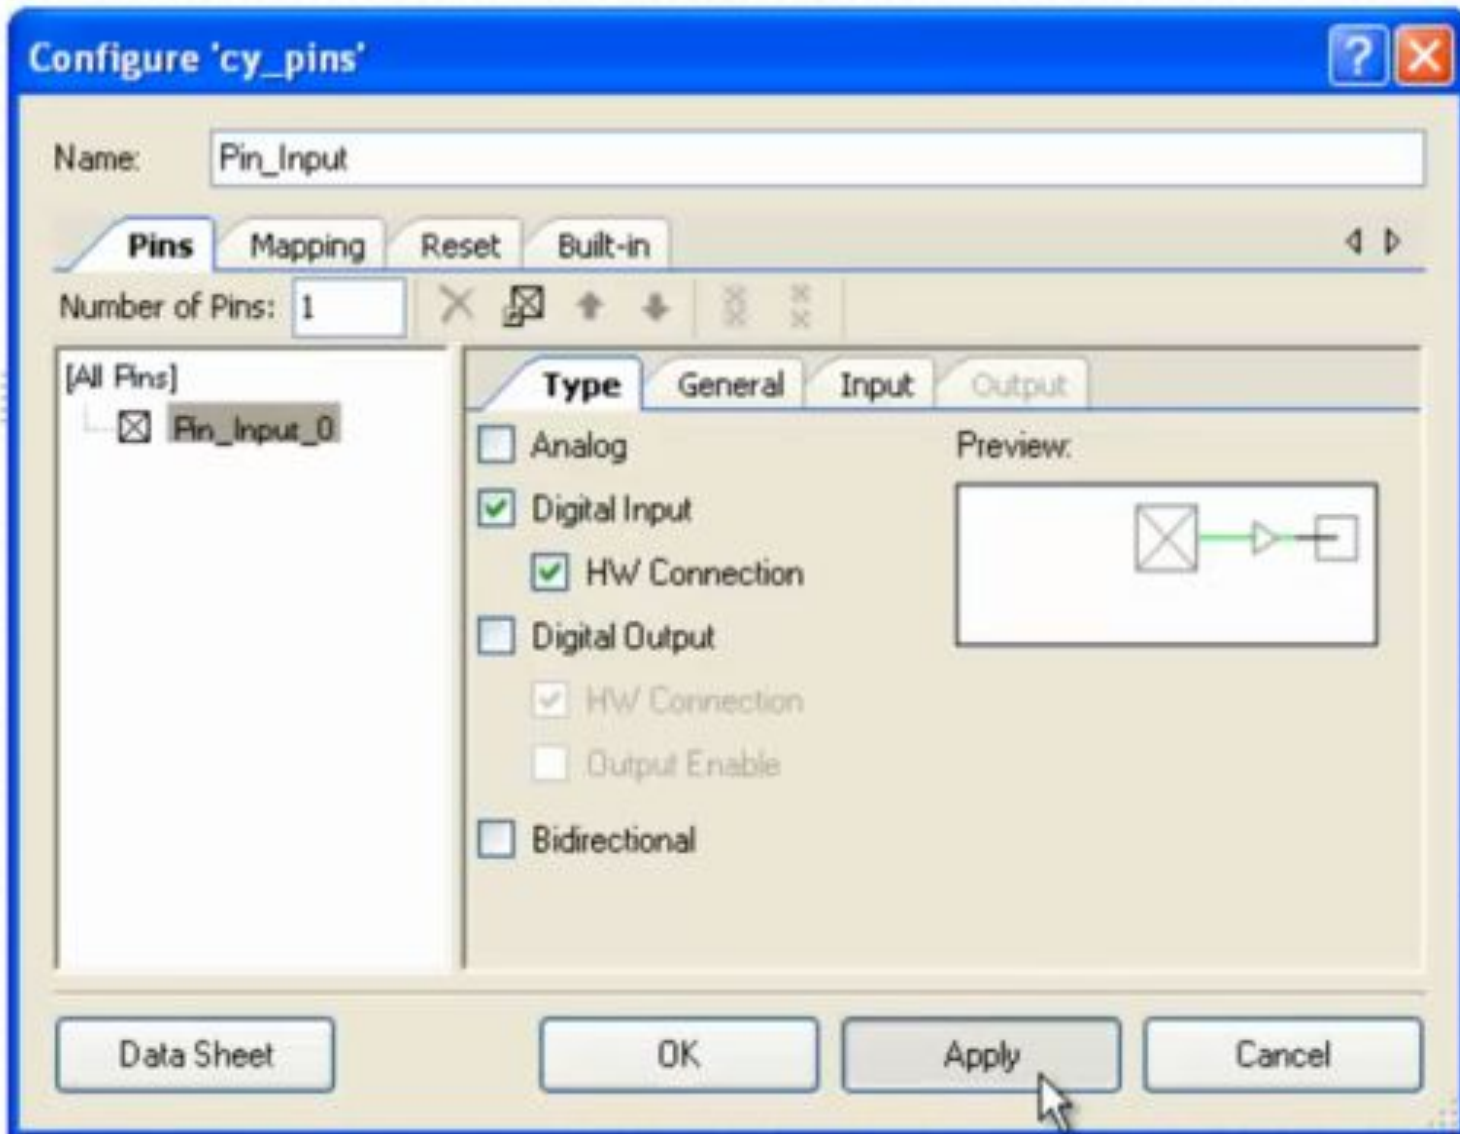 Configure 'cy_pins'
Name: Pin_Input
Pins Mapping Reset Built-in
Number of Pins: 1
[All Pins]
Pin_Input_0
Type General Input Output
Analog
Preview:
Digital Input
HW Connection
Digital Output
HW Connection
Output Enable
Bidirectional
Data Sheet OK Apply Cancel